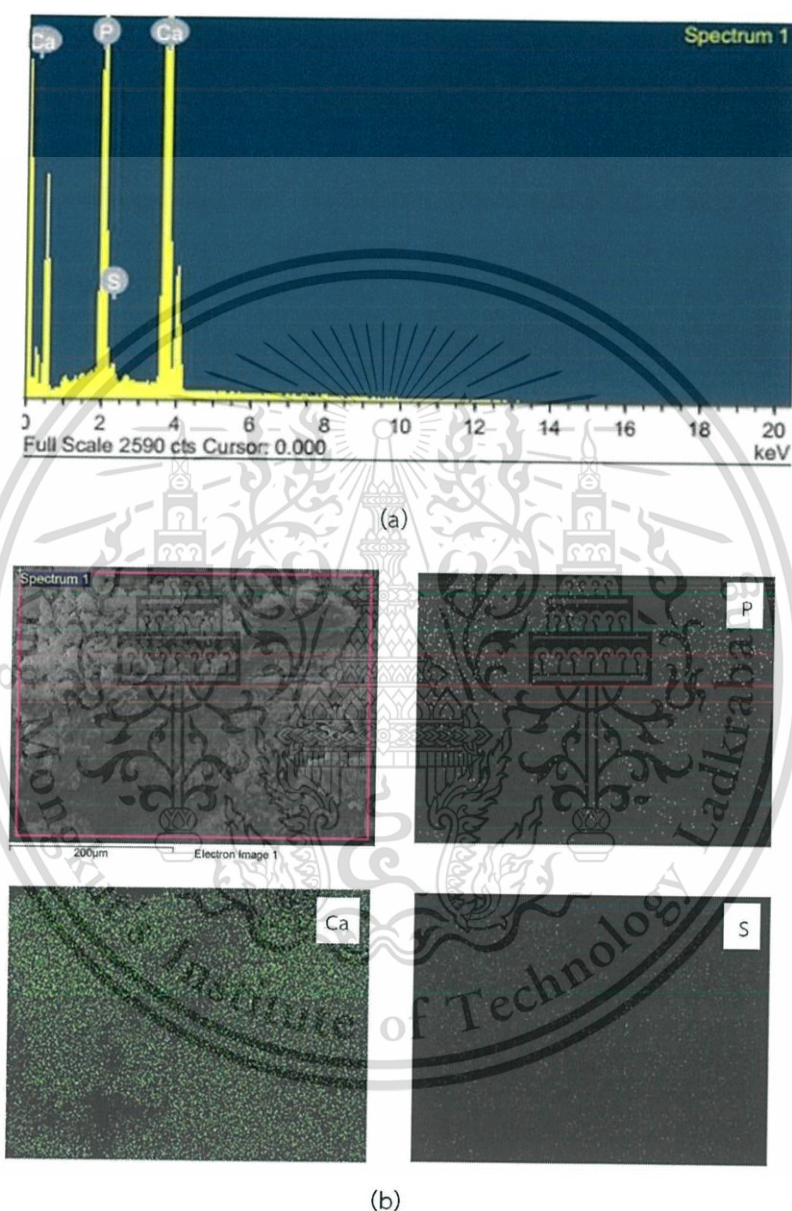 Ca P Ca Spectrum 1
S
0 2 4 6 8 10 12 14 16 18 20
Full Scale 2590 cts Cursor: 0.000 keV
(a)
Spectrum 1
P
200µm Electron Image 1
Ca
S
(b)
Institute of Technology Ladkrabang